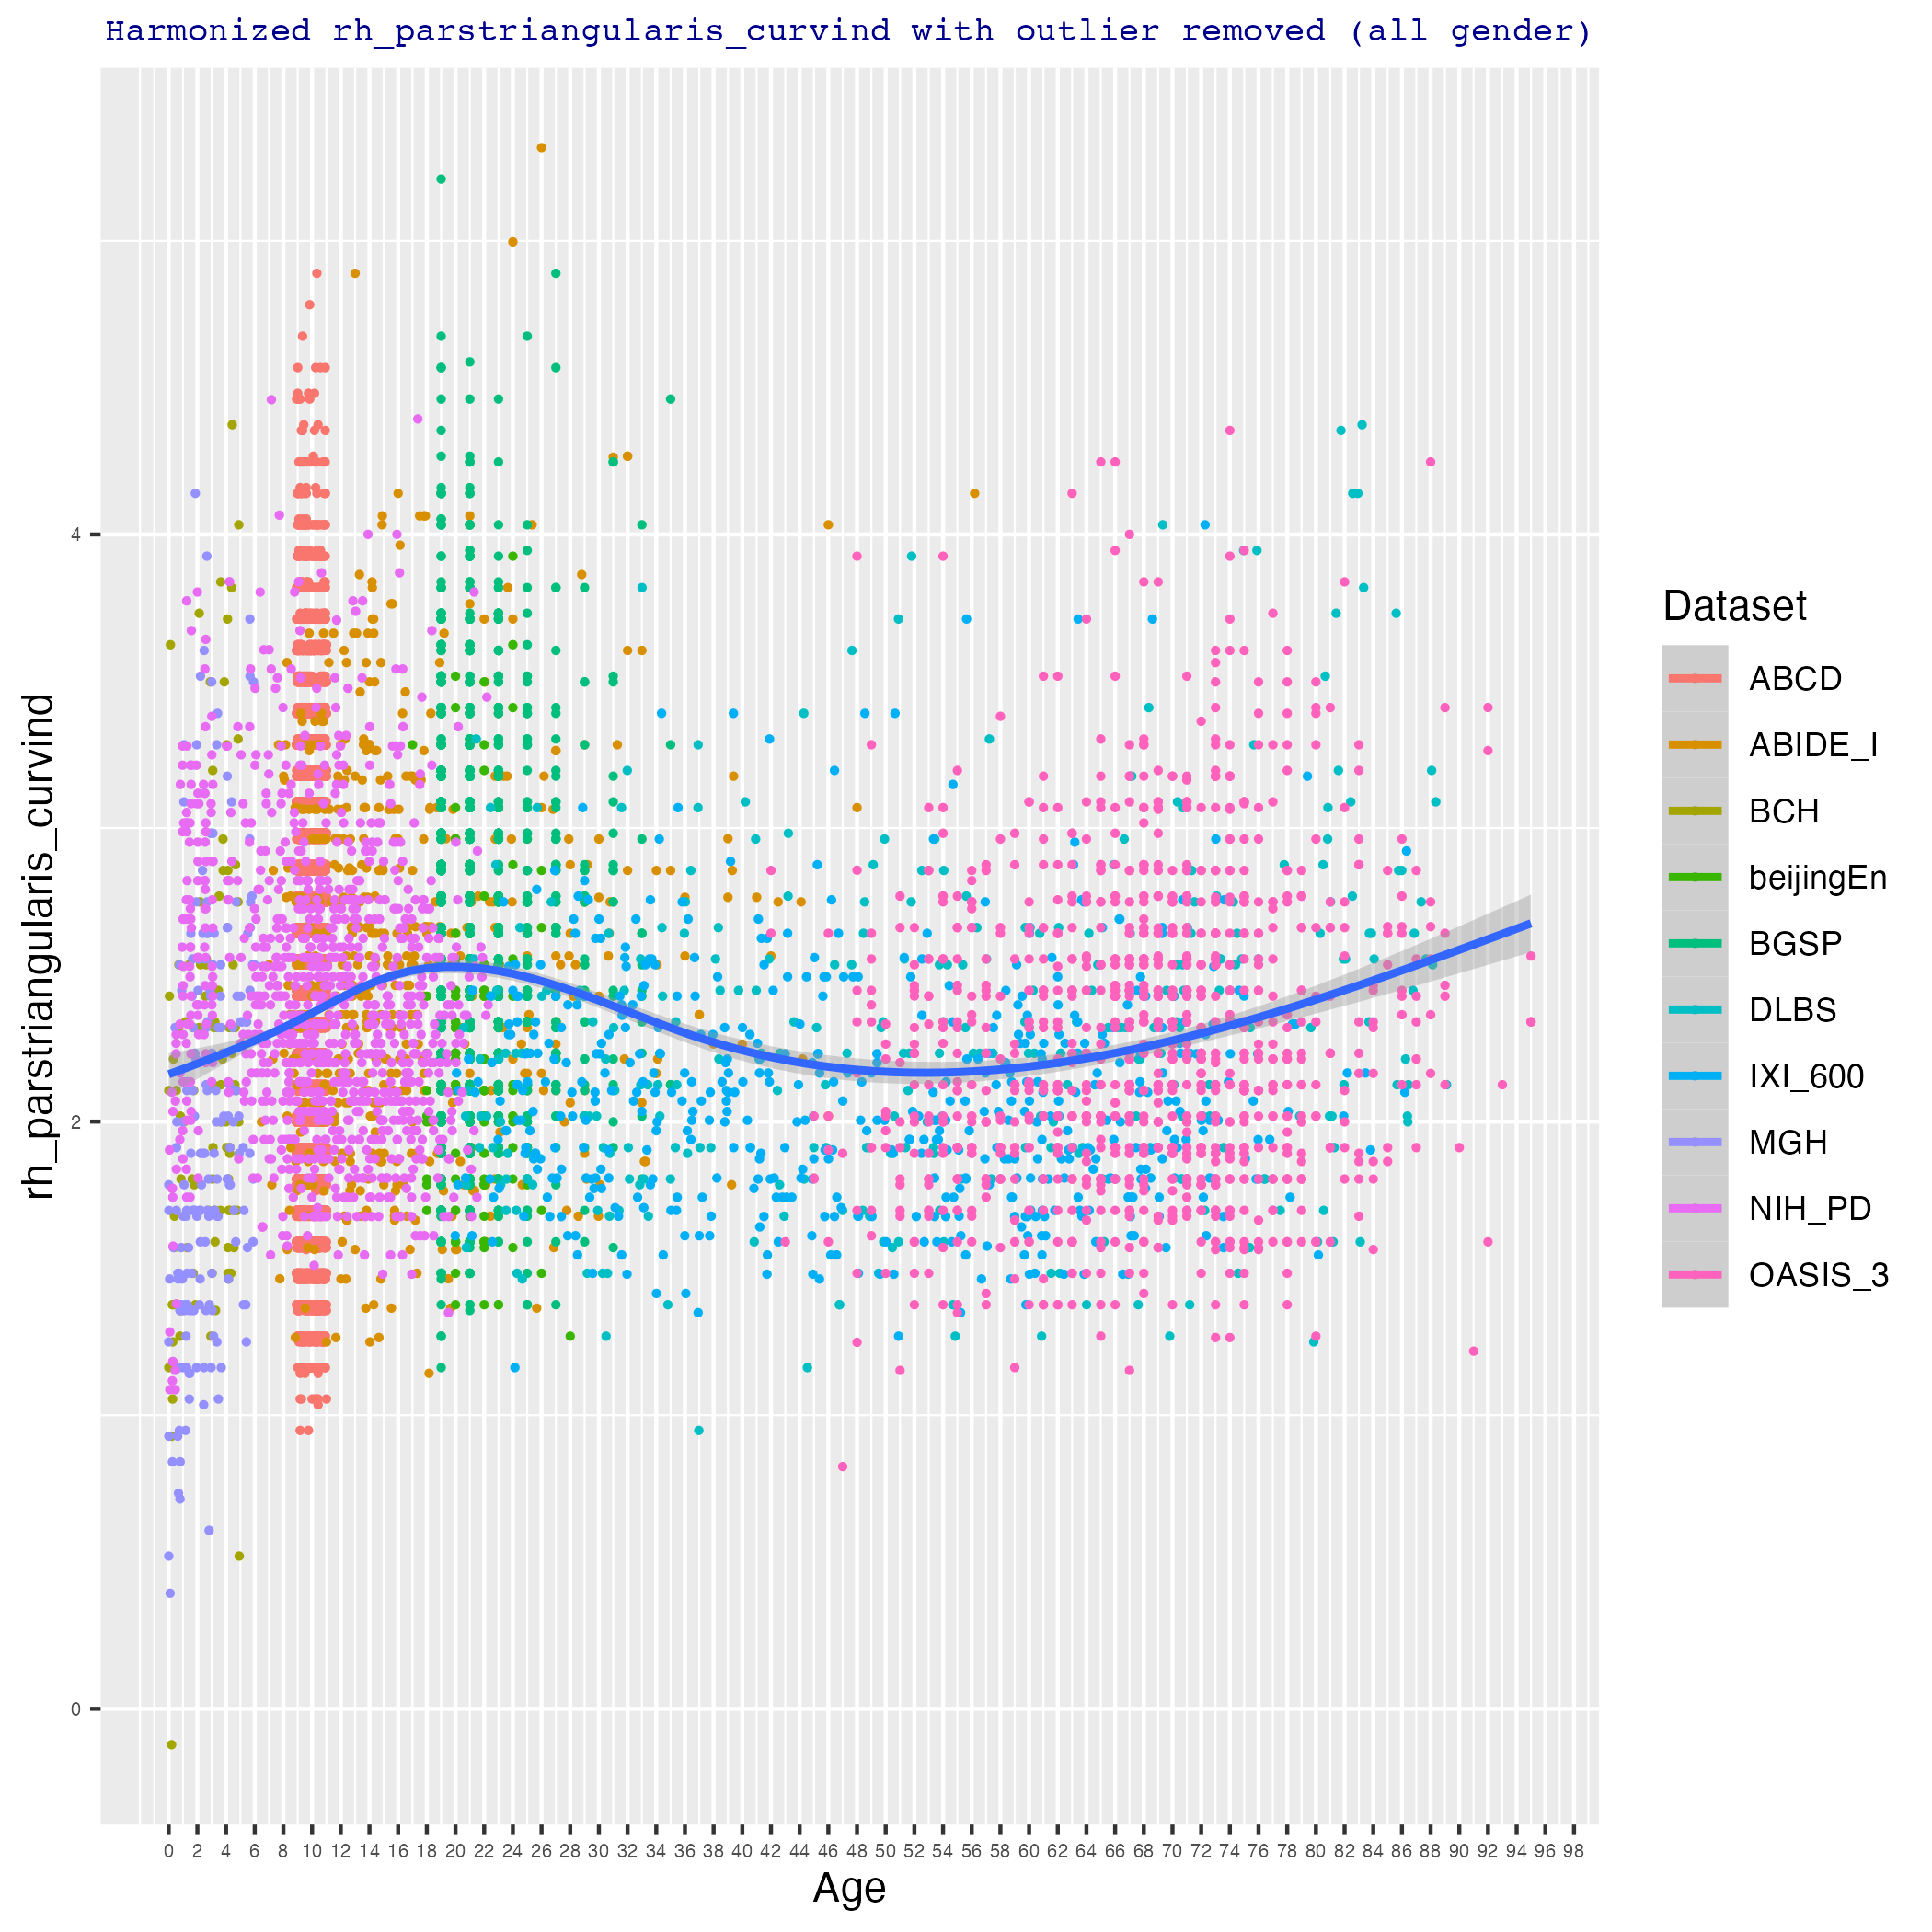 Harmonized rh_parstriangularis_curvind with outlier removed (all gender)
rh_parstriangularis_curvind
4
2
0
0 2 4 6 8 10 12 14 16 18 20 22 24 26 28 30 32 34 36 38 40 42 44 46 48 50 52 54 56 58 60 62 64 66 68 70 72 74 76 78 80 82 84 86 88 90 92 94 96 98
Age
Dataset
ABCD
ABIDE_I
BCH
beijingEn
BGSP
DLBS
IXI_600
MGH
NIH_PD
OASIS_3